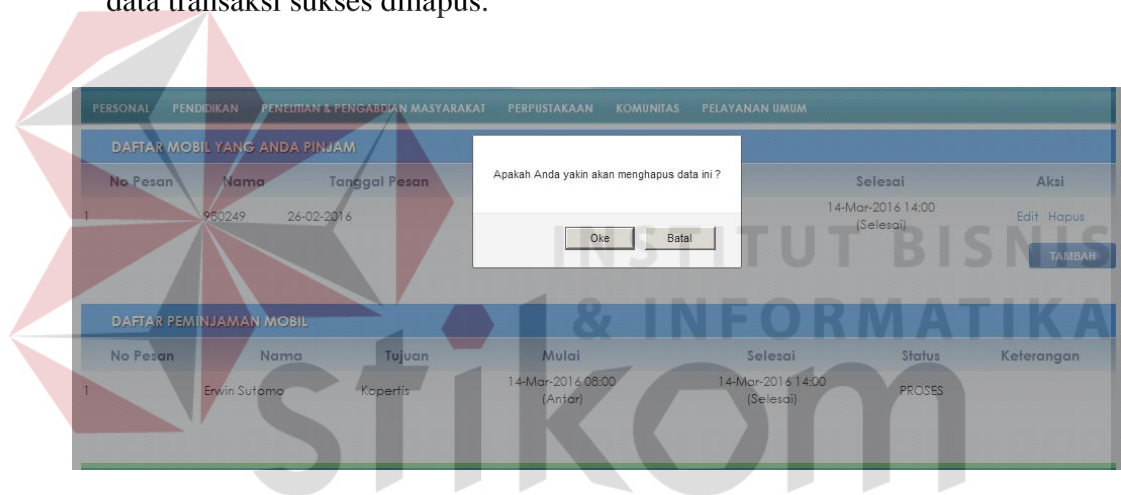 data transaksi sukses dihapus.
PERSONAL PENDIDIKAN PENELITIAN & PENGABDIAN MASYARAKAT PERPUSTAKAAN KOMUNITAS PELAYANAN UMUM
DAFTAR MOBIL YANG ANDA PINJAM
Apakah Anda yakin akan menghapus data ini ?
Oke Batal
No Pesan Nama Tanggal Pesan Selesai Aksi
1 980249 26-02-2016 14-Mar-2016 14:00 Edit Hapus
(Selesai)
TAMBAH
INSTITUT BISNIS
& INFORMATIKA
stikom
DAFTAR PEMINJAMAN MOBIL
No Pesan Nama Tujuan Mulai Selesai Status Keterangan
1 Erwin Sutomo Kopertis 14-Mar-2016 08:00 14-Mar-2016 14:00 PROSES
(Antar) (Selesai)